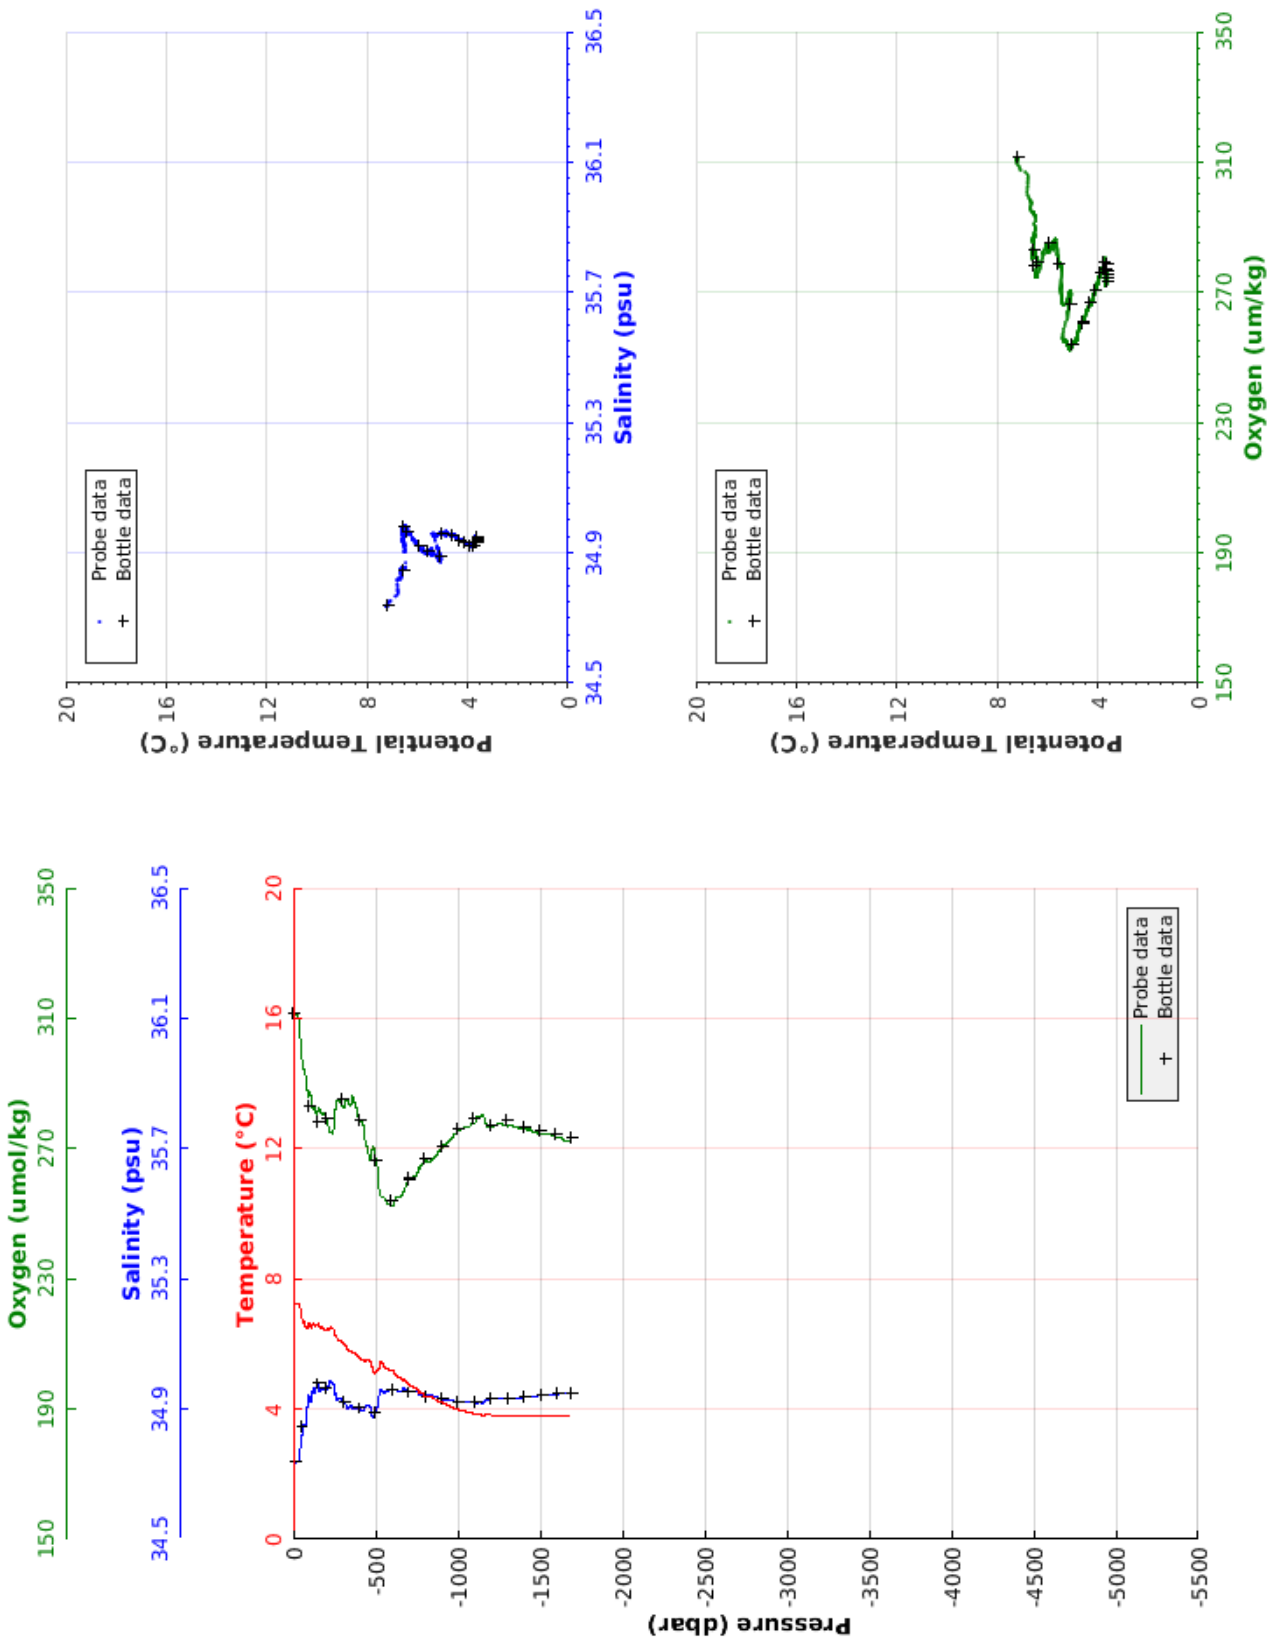 Oxygen (umol/kg)
150 190 230 270 310 350
Salinity (psu)
34.5 34.9 35.3 35.7 36.1 36.5
Temperature (°C)
0 4 8 12 16 20
Pressure (dbar)
0
-500
-1000
-1500
-2000
-2500
-3000
-3500
-4000
-4500
-5000
-5500
Probe data
Bottle data
Potential Temperature (°C)
20
16
12
8
4
0
Probe data
Bottle data
34.5 34.9 35.3 35.7 36.1 36.5
Salinity (psu)
Potential Temperature (°C)
20
16
12
8
4
0
Probe data
Bottle data
150 190 230 270 310 350
Oxygen (um/kg)